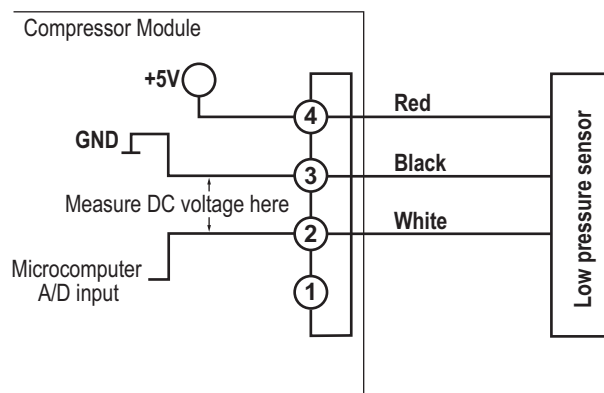 Compressor Module
+5V
4
Red
GND
3
Black
Measure DC voltage here
2
White
Microcomputer
A/D input
1
Low pressure sensor